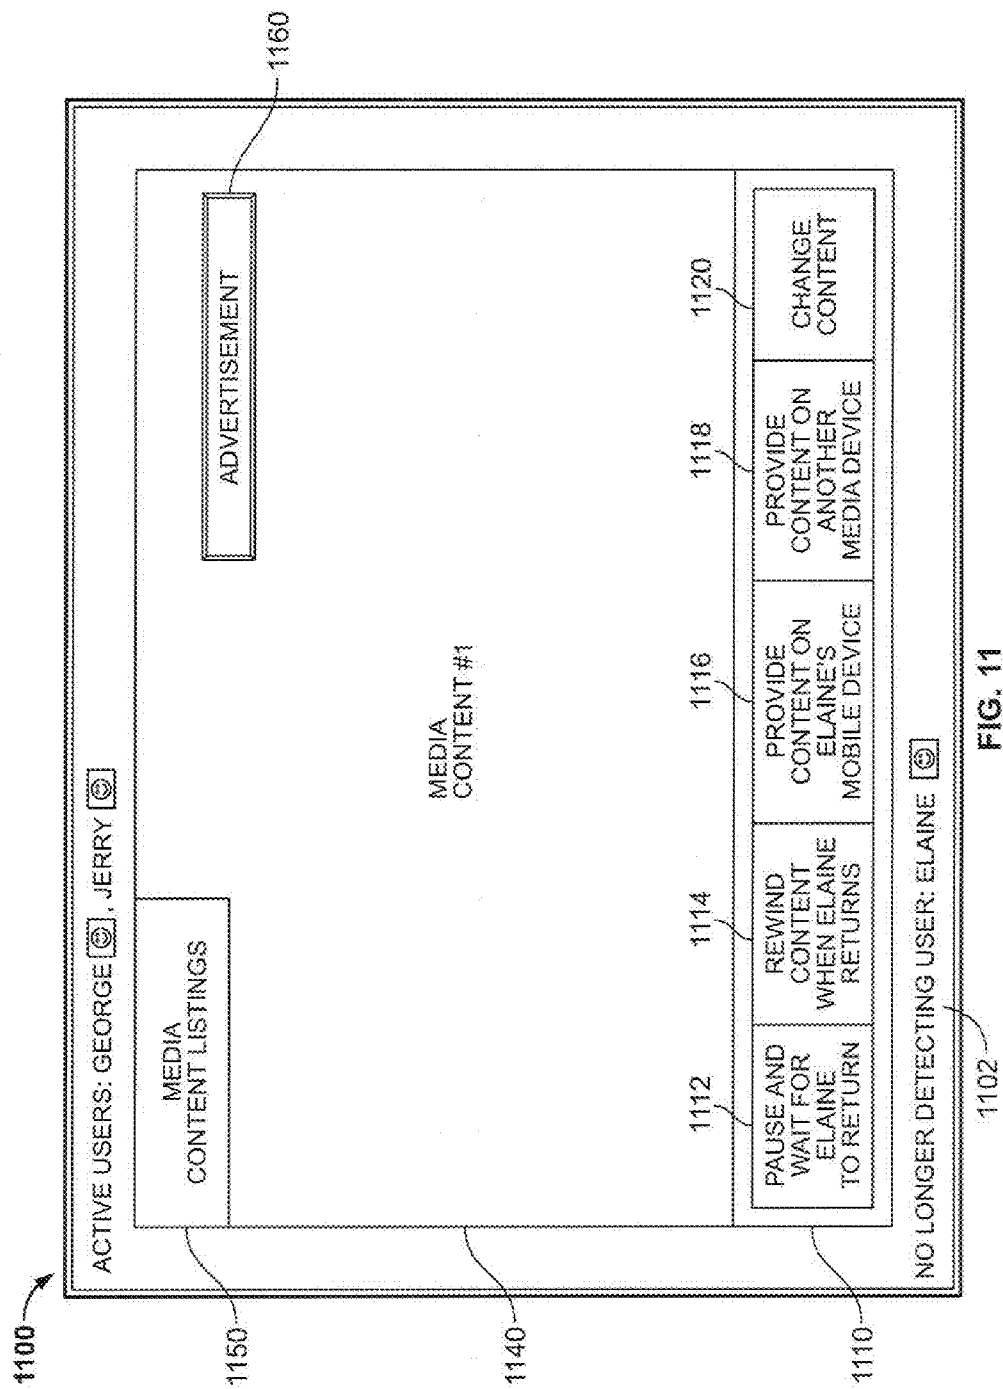 1100
ACTIVE USERS: GEORGE , JERRY
1150
MEDIA
CONTENT LISTINGS
ADVERTISEMENT
1160
1140
MEDIA
CONTENT #1
1110
1112
PAUSE AND
WAIT FOR
ELAINE
TO RETURN
1114
REWIND
CONTENT
WHEN ELAINE
RETURNS
1116
PROVIDE
CONTENT ON
ELAINE'S
MOBILE DEVICE
1118
PROVIDE
CONTENT ON
ANOTHER
MEDIA DEVICE
1120
CHANGE
CONTENT
NO LONGER DETECTING USER: ELAINE
1102
FIG. 11